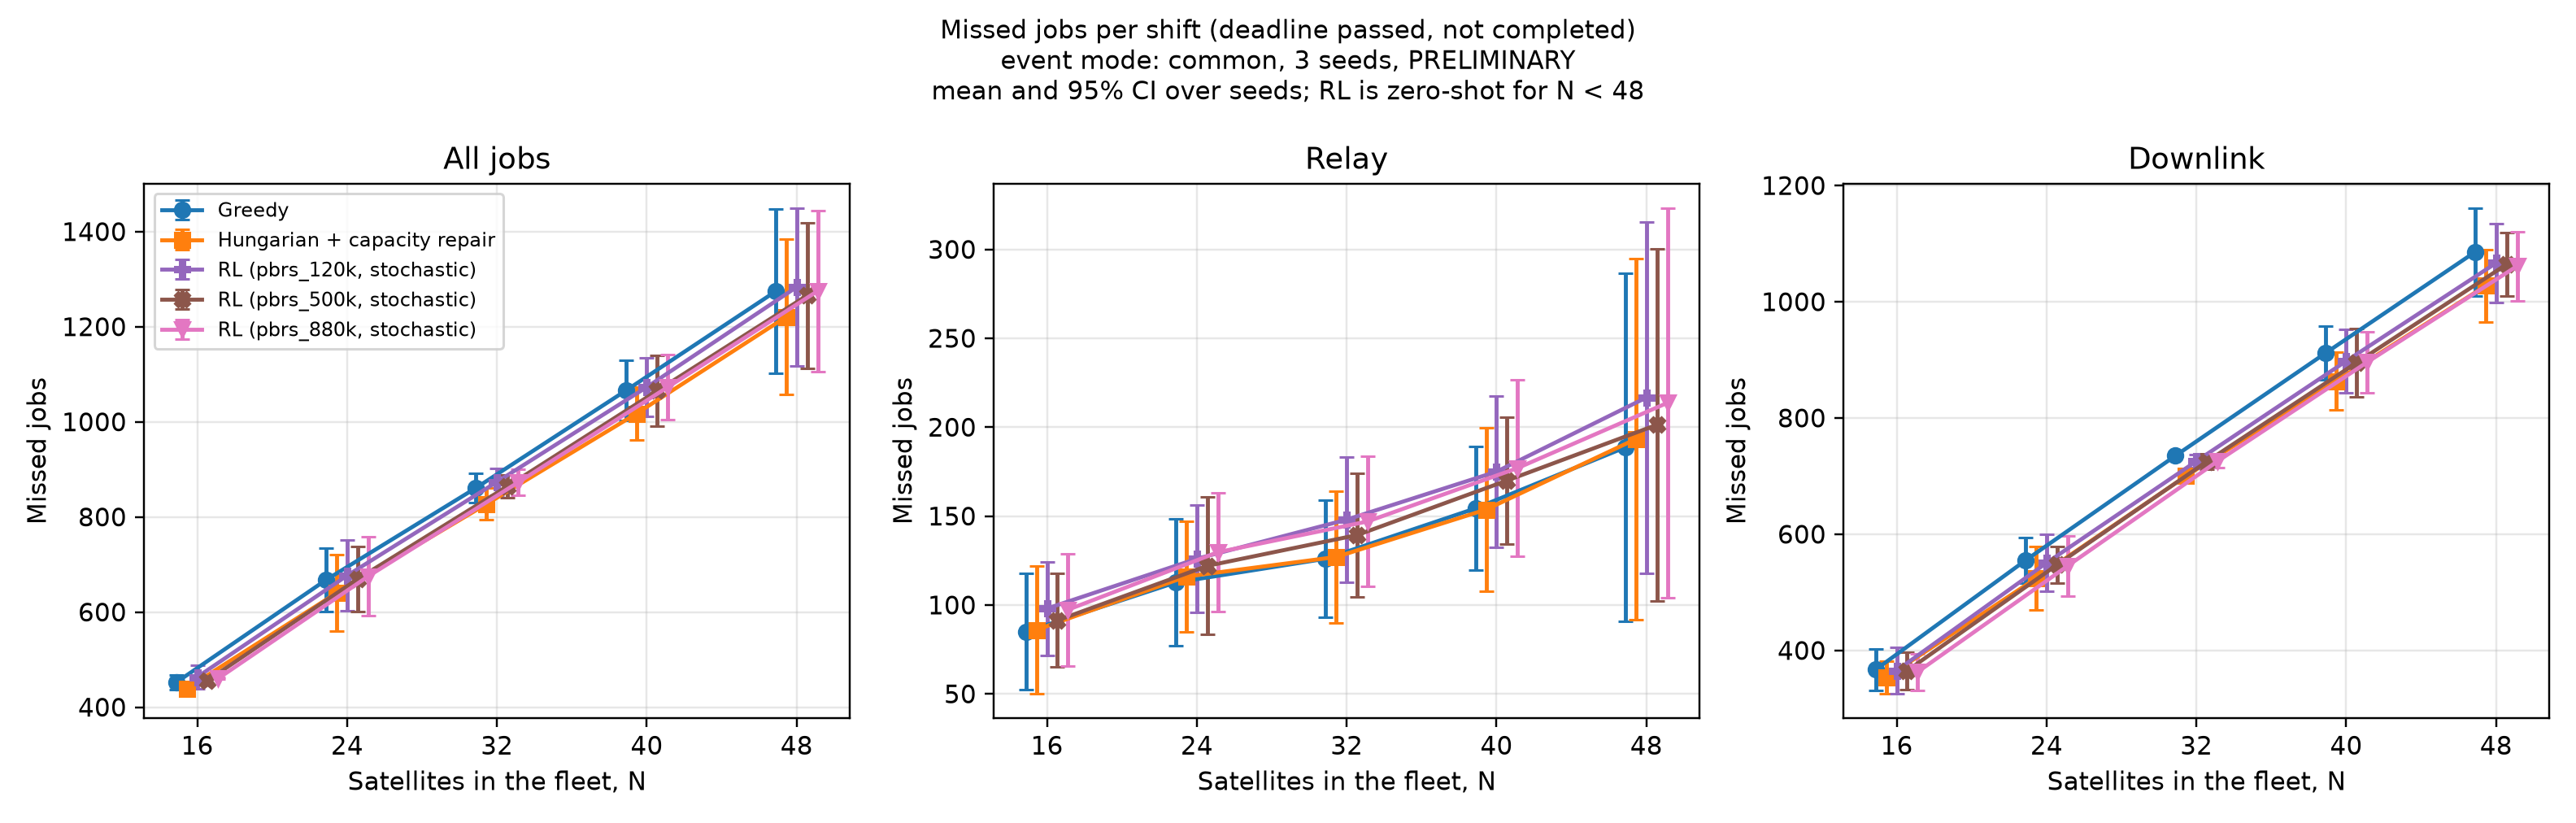 Missed jobs per shift (deadline passed, not completed)
event mode: common, 3 seeds, PRELIMINARY
mean and 95% CI over seeds; RL is zero-shot for N < 48
All jobs
Missed jobs
1400
1200
1000
800
600
400
Greedy
Hungarian + capacity repair
RL (pbrs_120k, stochastic)
RL (pbrs_500k, stochastic)
RL (pbrs_880k, stochastic)
16 24 32 40 48
Satellites in the fleet, N
Relay
Missed jobs
300
250
200
150
100
50
16 24 32 40 48
Satellites in the fleet, N
Downlink
Missed jobs
1200
1000
800
600
400
16 24 32 40 48
Satellites in the fleet, N